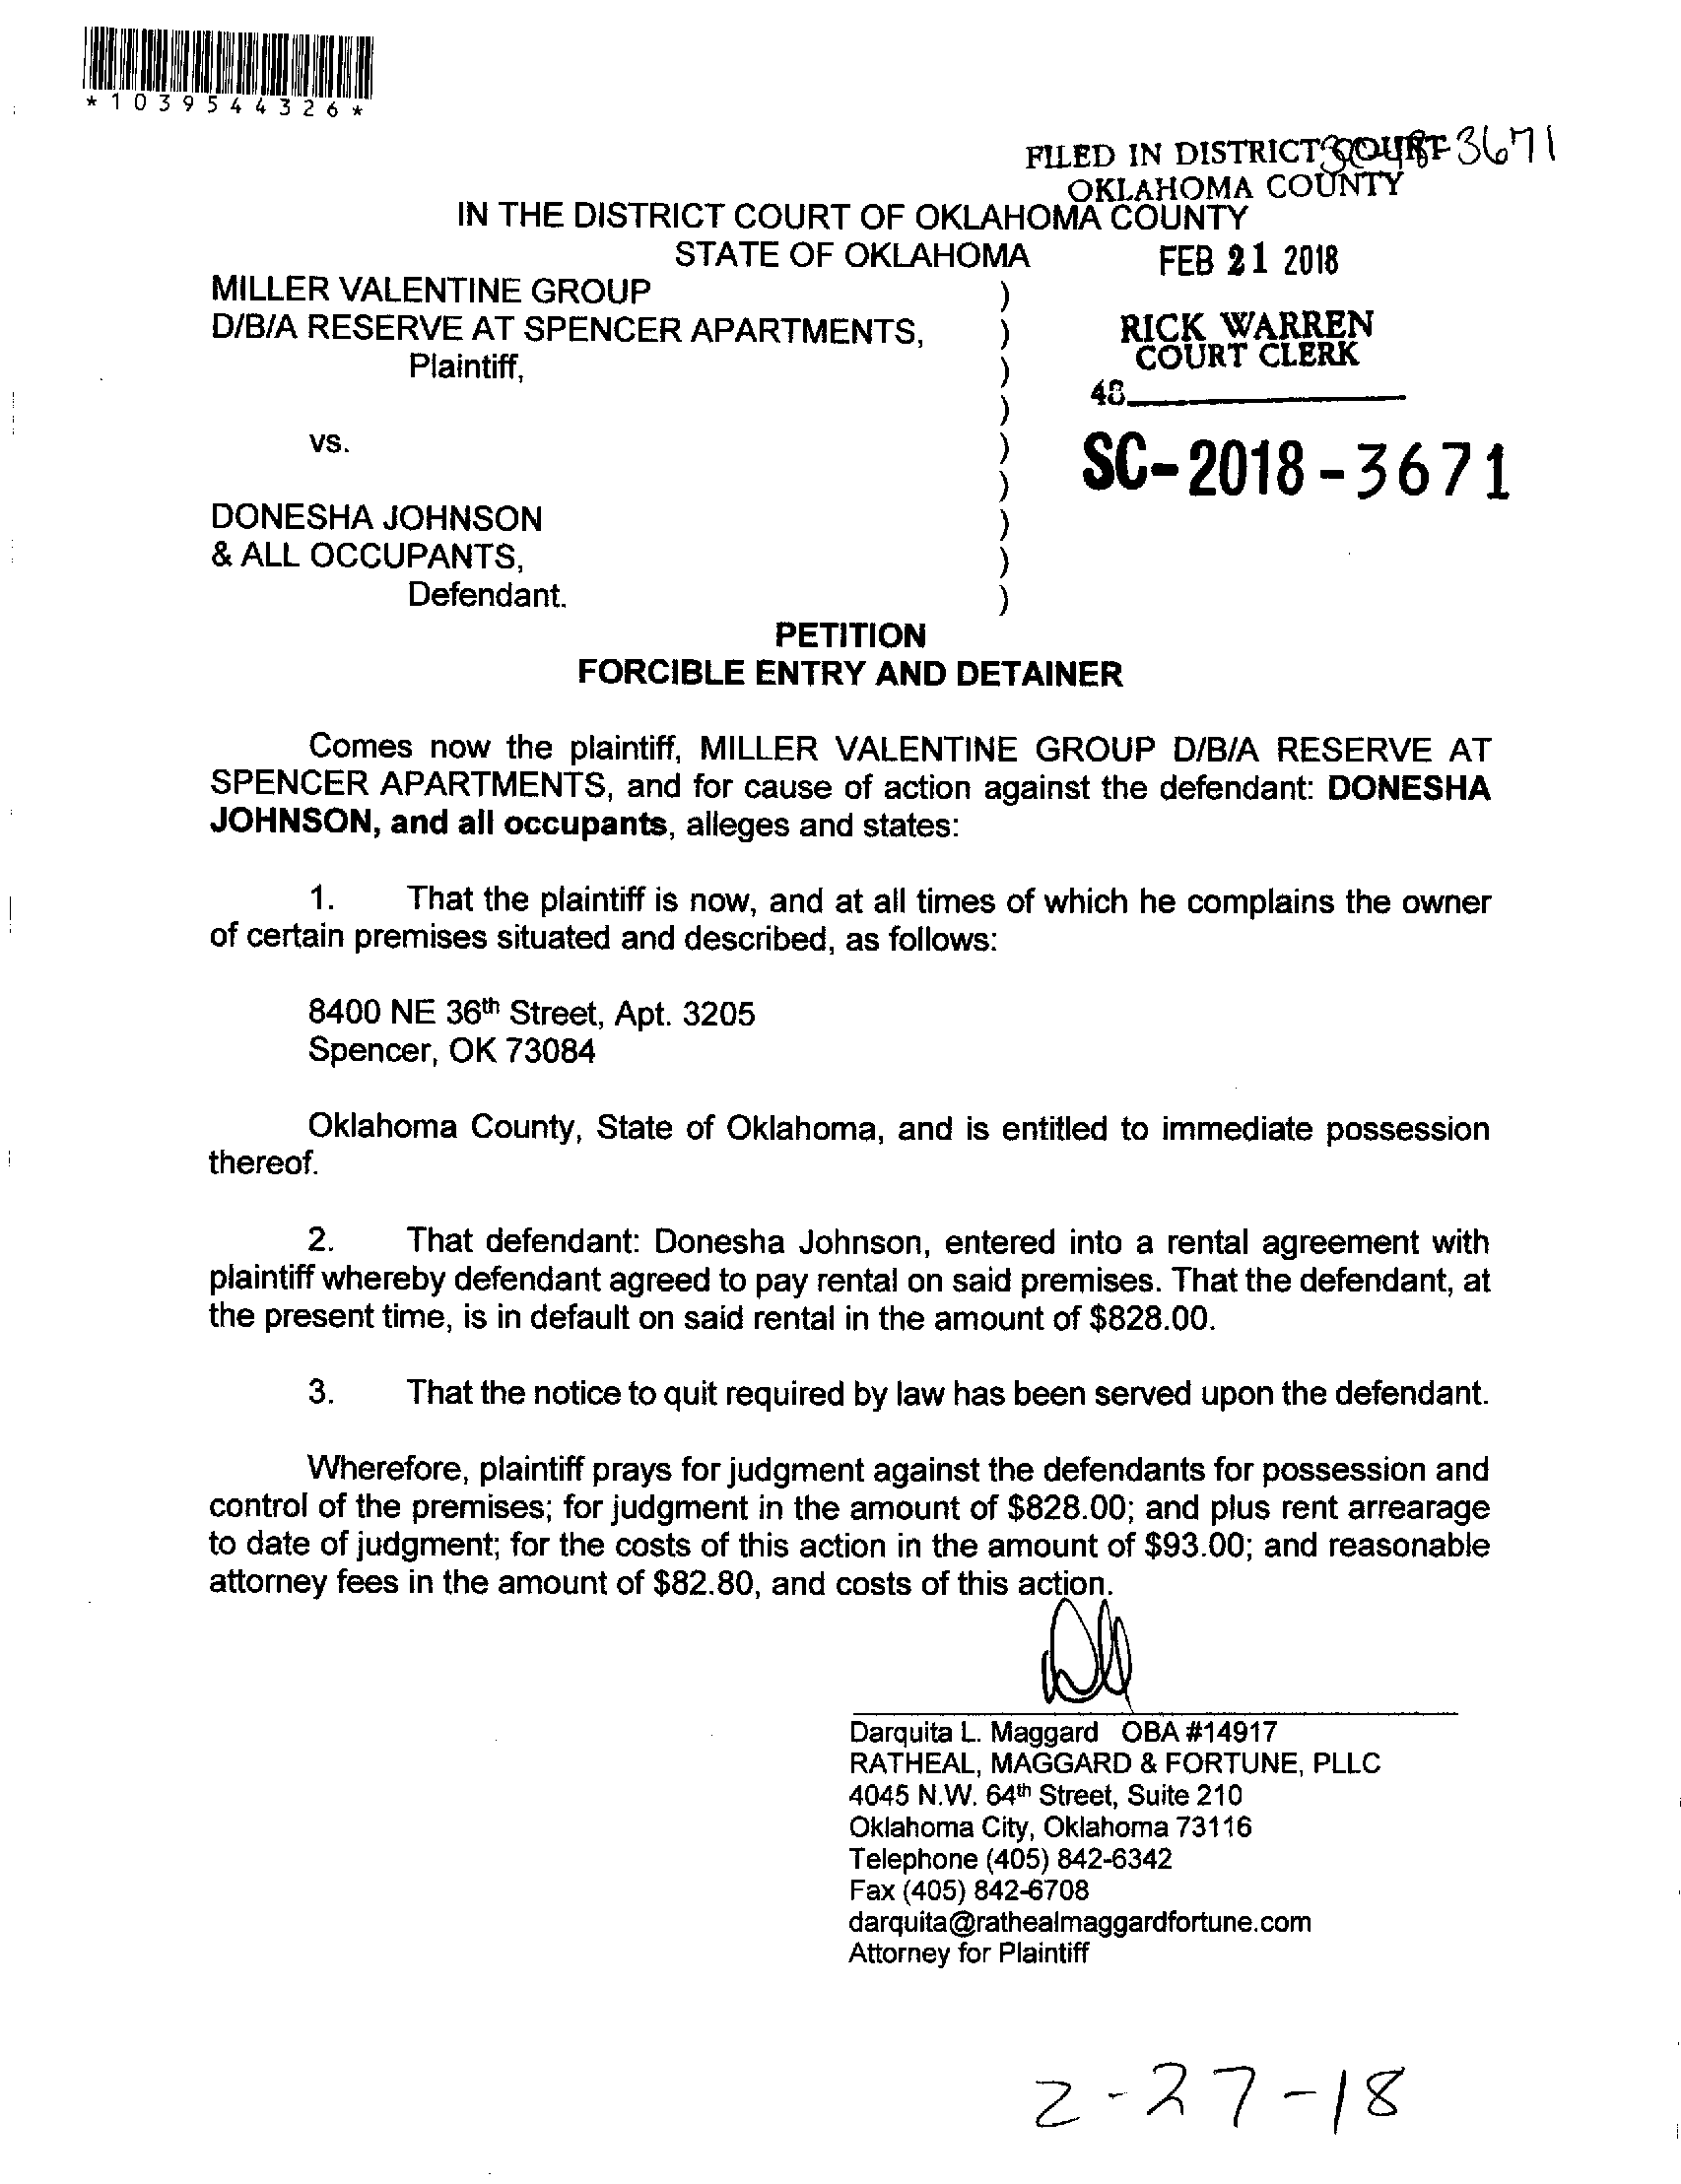 *1039544326*
FILED IN DISTRICT COURT 3671
OKLAHOMA COUNTY
IN THE DISTRICT COURT OF OKLAHOMA COUNTY
STATE OF OKLAHOMA
FEB 21 2018
MILLER VALENTINE GROUP )
D/B/A RESERVE AT SPENCER APARTMENTS, )
RICK WARREN
COURT CLERK
Plaintiff, )
48
)
vs. )
SC-2018-3671
)
DONESHA JOHNSON )
& ALL OCCUPANTS, )
Defendant. )
PETITION
FORCIBLE ENTRY AND DETAINER
Comes now the plaintiff, MILLER VALENTINE GROUP D/B/A RESERVE AT
SPENCER APARTMENTS, and for cause of action against the defendant: DONESHA
JOHNSON, and all occupants, alleges and states:
1. That the plaintiff is now, and at all times of which he complains the owner
of certain premises situated and described, as follows:
8400 NE 36th Street, Apt. 3205
Spencer, OK 73084
Oklahoma County, State of Oklahoma, and is entitled to immediate possession
thereof.
2. That defendant: Donesha Johnson, entered into a rental agreement with
plaintiff whereby defendant agreed to pay rental on said premises. That the defendant, at
the present time, is in default on said rental in the amount of $828.00.
3. That the notice to quit required by law has been served upon the defendant.
Wherefore, plaintiff prays for judgment against the defendants for possession and
control of the premises; for judgment in the amount of $828.00; and plus rent arrearage
to date of judgment; for the costs of this action in the amount of $93.00; and reasonable
attorney fees in the amount of $82.80, and costs of this action.
Darquita L. Maggard OBA #14917
RATHEAL, MAGGARD & FORTUNE, PLLC
4045 N.W. 64th Street, Suite 210
Oklahoma City, Oklahoma 73116
Telephone (405) 842-6342
Fax (405) 842-6708
darquita@rathealmaggardfortune.com
Attorney for Plaintiff
2-27-18